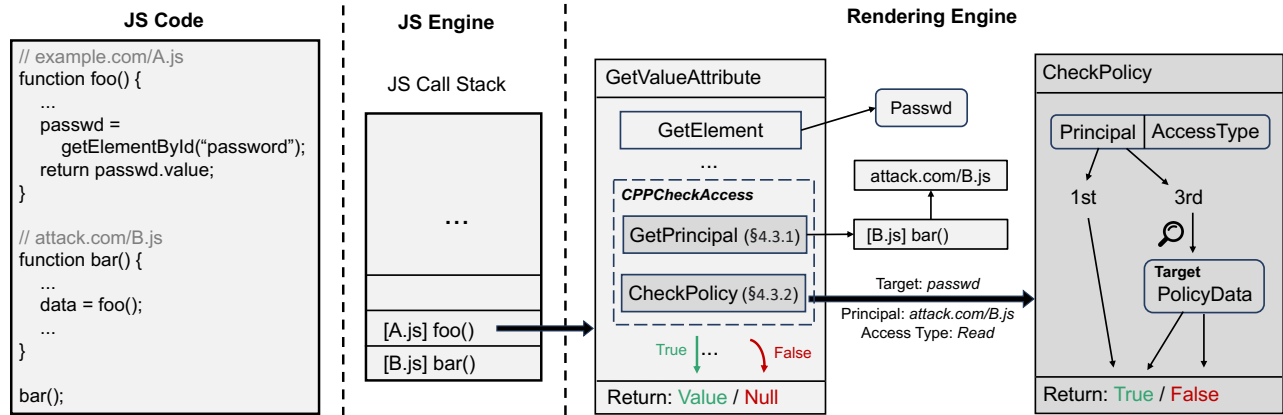 JS Code
// example.com/A.js
function foo() {
...
passwd =
getElementById(“password”);
return passwd.value;
}
// attack.com/B.js
function bar() {
...
data = foo();
...
}
bar();
JS Engine
JS Call Stack
...
[A.js] foo()
[B.js] bar()
Rendering Engine
GetValueAttribute
GetElement
...
CPPCheckAccess
GetPrincipal (§4.3.1)
CheckPolicy (§4.3.2)
True ... False
Return: Value / Null
Passwd
attack.com/B.js
[B.js] bar()
Target: passwd
Principal: attack.com/B.js
Access Type: Read
CheckPolicy
Principal AccessType
1st 3rd
Target
PolicyData
Return: True / False